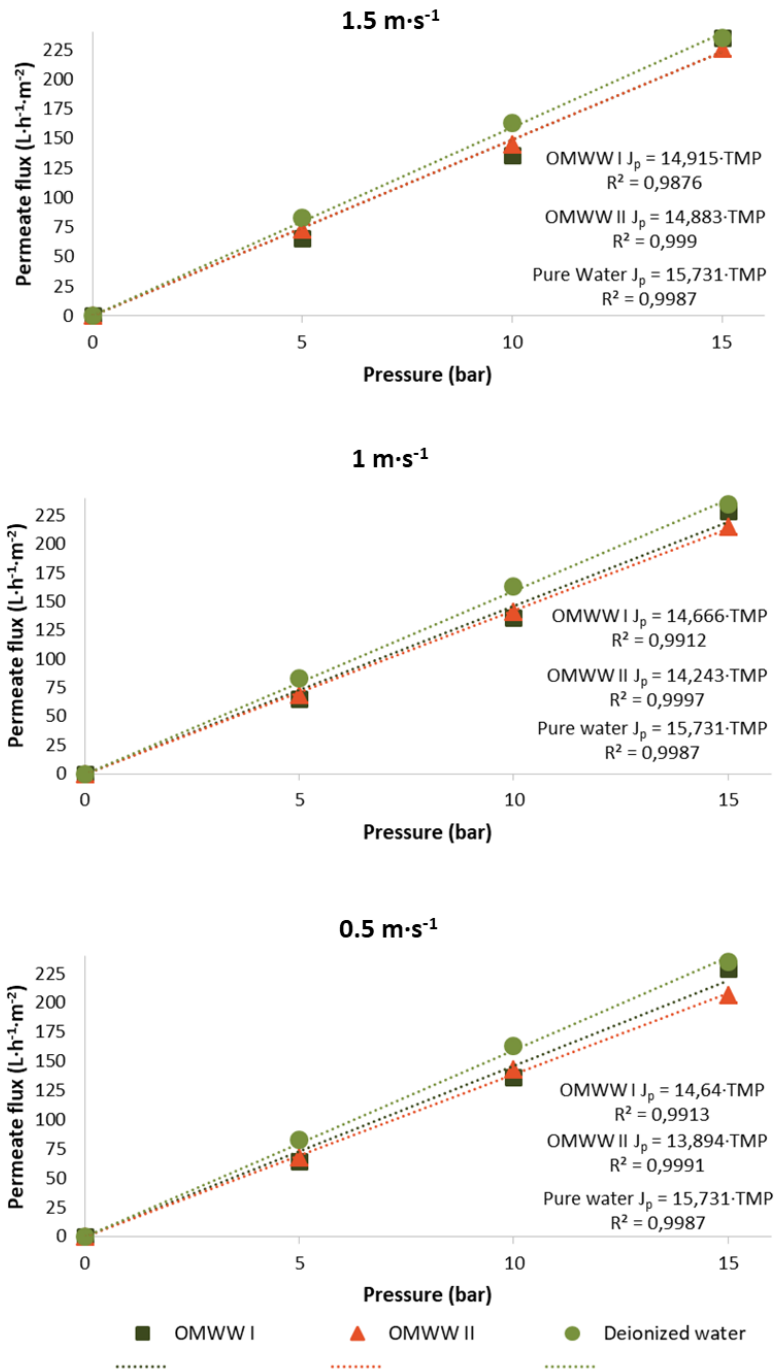 1.5 m·s⁻¹
Permeate flux (L·h⁻¹·m⁻²)
225
200
175
150
125
100
75
50
25
0
OMWW I Jₚ = 14,915·TMP
R² = 0,9876
OMWW II Jₚ = 14,883·TMP
R² = 0,999
Pure Water Jₚ = 15,731·TMP
R² = 0,9987
0 5 10 15
Pressure (bar)
1 m·s⁻¹
Permeate flux (L·h⁻¹·m⁻²)
225
200
175
150
125
100
75
50
25
0
OMWW I Jₚ = 14,666·TMP
R² = 0,9912
OMWW II Jₚ = 14,243·TMP
R² = 0,9997
Pure water Jₚ = 15,731·TMP
R² = 0,9987
0 5 10 15
Pressure (bar)
0.5 m·s⁻¹
Permeate flux (L·h⁻¹·m⁻²)
225
200
175
150
125
100
75
50
25
0
OMWW I Jₚ = 14,64·TMP
R² = 0,9913
OMWW II Jₚ = 13,894·TMP
R² = 0,9991
Pure water Jₚ = 15,731·TMP
R² = 0,9987
0 5 10 15
Pressure (bar)
OMWW I OMWW II Deionized water